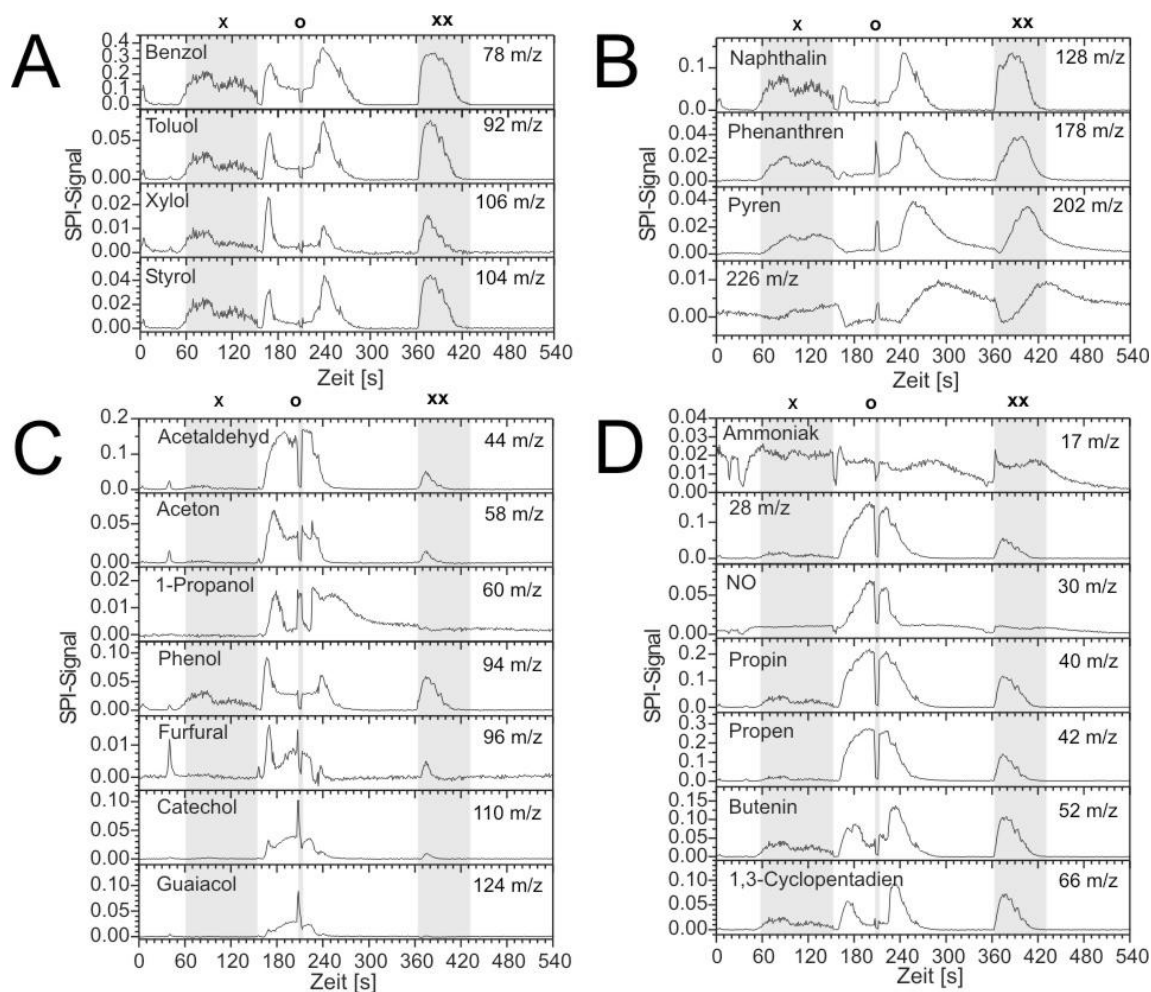 A
x o xx
SPI-Signal
Benzol 78 m/z
0.4
0.3
0.2
0.1
0.0
Toluol 92 m/z
0.05
0.00
Xylol 106 m/z
0.02
0.01
0.00
Styrol 104 m/z
0.04
0.02
0.00
0 60 120 180 240 300 360 420 480 540
Zeit [s]
B
x o xx
SPI-Signal
Naphthalin 128 m/z
0.1
0.0
Phenanthren 178 m/z
0.04
0.02
0.00
Pyren 202 m/z
0.04
0.02
0.00
226 m/z
0.01
0.00
0 60 120 180 240 300 360 420 480 540
Zeit [s]
C
x o xx
SPI-Signal
Acetaldehyd 44 m/z
0.2
0.1
0.0
Aceton 58 m/z
0.05
0.00
1-Propanol 60 m/z
0.02
0.01
0.00
Phenol 94 m/z
0.10
0.05
0.00
Furfural 96 m/z
0.01
0.00
Catechol 110 m/z
0.10
0.05
0.00
Guaiacol 124 m/z
0.10
0.05
0.00
0 60 120 180 240 300 360 420 480 540
Zeit [s]
D
x o xx
SPI-Signal
Ammoniak 17 m/z
0.04
0.03
0.02
0.01
0.00
28 m/z
0.1
0.0
NO 30 m/z
0.05
0.00
Propin 40 m/z
0.2
0.1
0.0
Propen 42 m/z
0.3
0.2
0.1
0.0
Butenin 52 m/z
0.15
0.10
0.05
0.00
1,3-Cyclopentadien 66 m/z
0.10
0.05
0.00
0 60 120 180 240 300 360 420 480 540
Zeit [s]